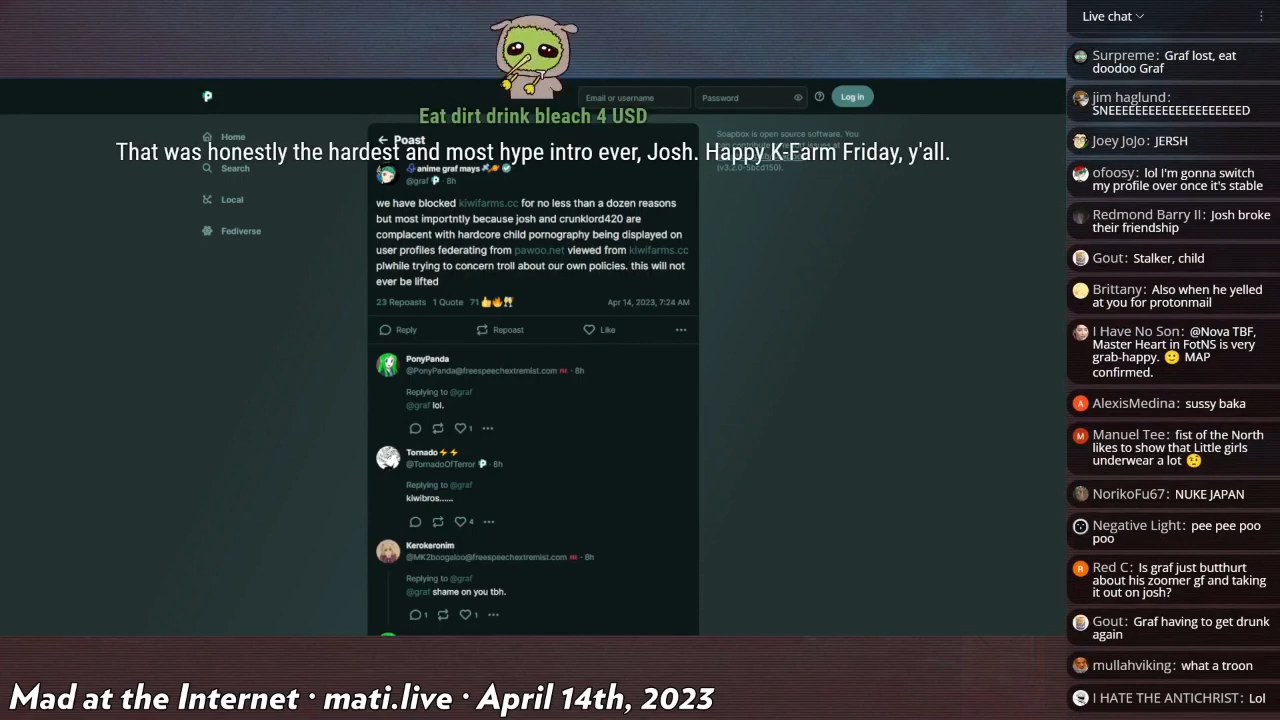 Email or username
Password
Log in
Eat dirt drink bleach 4 USD
That was honestly the hardest and most hype intro ever, Josh. Happy K-Farm Friday, y'all.
Home
Search
Local
Fediverse
← Poast
anime graf mays
@graf · 8h
we have blocked kiwifarms.cc for no less than a dozen reasons
but most importntly because josh and crunklord420 are
complacent with hardcore child pornography being displayed on
user profiles federating from pawoo.net viewed from kiwifarms.cc
plwhile trying to concern troll about our own policies. this will not
ever be lifted
23 Reposts 1 Quote 71 👍🔥🥂
Apr 14, 2023, 7:24 AM
Reply
Repoast
Like
PonyPanda
@PonyPanda@freespeechextremist.com · 8h
Replying to @graf
@graf lol.
1
Tornado⚡⚡
@TornadoOfTerror · 8h
Replying to @graf
kiwibros......
4
Kerokeronim
@MK2boogaloo@freespeechextremist.com · 8h
Replying to @graf
@graf shame on you tbh.
1
1
Soapbox is open source software. You
(v3.2.0-5bcd150).
Live chat
Surpreme: Graf lost, eat
doodoo Graf
jim haglund:
SNEEEEEEEEEEEEEEEEEED
Joey JoJo: JERSH
ofcorgi: lol I'm gonna switch
my profile over once it's stable
Redmond Barry II: Josh broke
their friendship
Gout: Stalker, child
Brittany: Also when he yelled
at protonmail
I Have No Son: @Nova TBF,
Master Heart in FotNS is very
grab-happy. 🙂 MAP
confirmed.
AlexisMedina: sussy baka
Manuel Tee: fist of the North
likes to show that Little girls
underwear a lot 🤨
Noriko_67: NUKE JAPAN
Negative Light: pee pee poo
poo
Red C: Is graf just butthurt
about his zoomer gf and taking
it out on josh?
Gout: Graf having to get drunk
again
mullahviking: what a troon
I HATE THE ANTICHRIST: Lol
Mad at the Internet · mati.live · April 14th, 2023